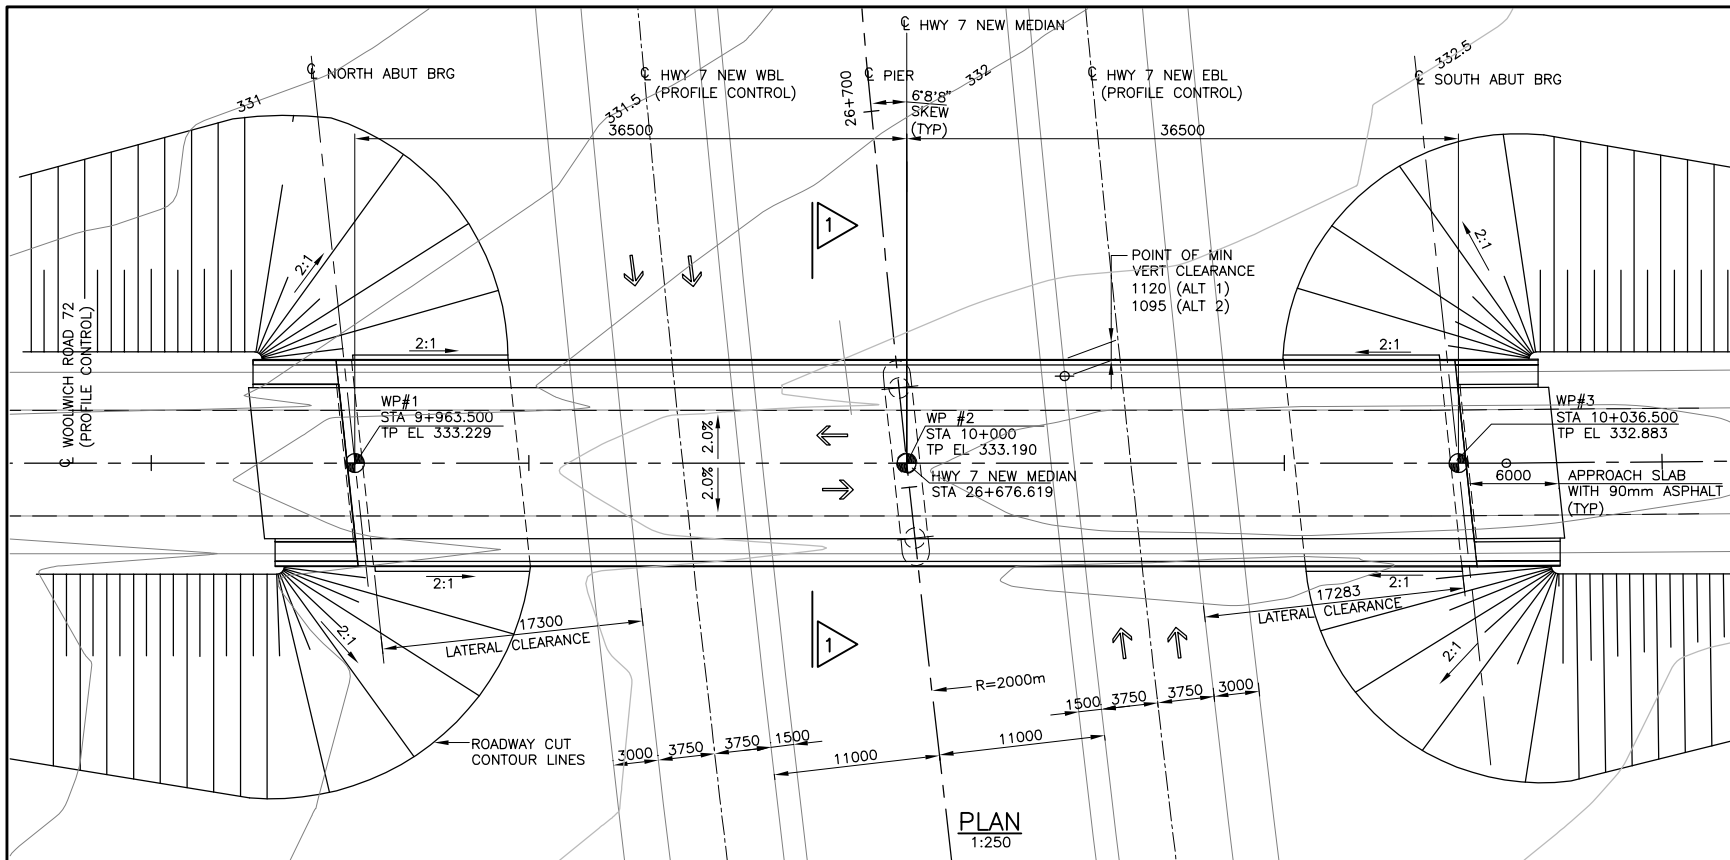 ℄ HWY 7 NEW MEDIAN
℄ NORTH ABUT BRG
℄ HWY 7 NEW WBL
(PROFILE CONTROL)
26+700
℄ PIER
332
℄ HWY 7 NEW EBL
(PROFILE CONTROL)
332.5
℄ SOUTH ABUT BRG
331
331.5
6°8'8"
SKEW
(TYP)
36500
36500
1
2:1
2:1
POINT OF MIN
VERT CLEARANCE
1120 (ALT 1)
1095 (ALT 2)
℄ WOOLWICH ROAD 72
(PROFILE CONTROL)
2:1
2:1
WP#1
STA 9+963.500
TP EL 333.229
2.0%
2.0%
WP #2
STA 10+000
TP EL 333.190
HWY 7 NEW MEDIAN
STA 26+676.619
WP#3
STA 10+036.500
TP EL 332.883
6000
APPROACH SLAB
WITH 90mm ASPHALT
(TYP)
2:1
2:1
2:1
17300
LATERAL CLEARANCE
1
17283
LATERAL CLEARANCE
2:1
R=2000m
1500
3750
3750
3000
ROADWAY CUT
CONTOUR LINES
3000
3750
3750
1500
11000
11000
PLAN
1:250